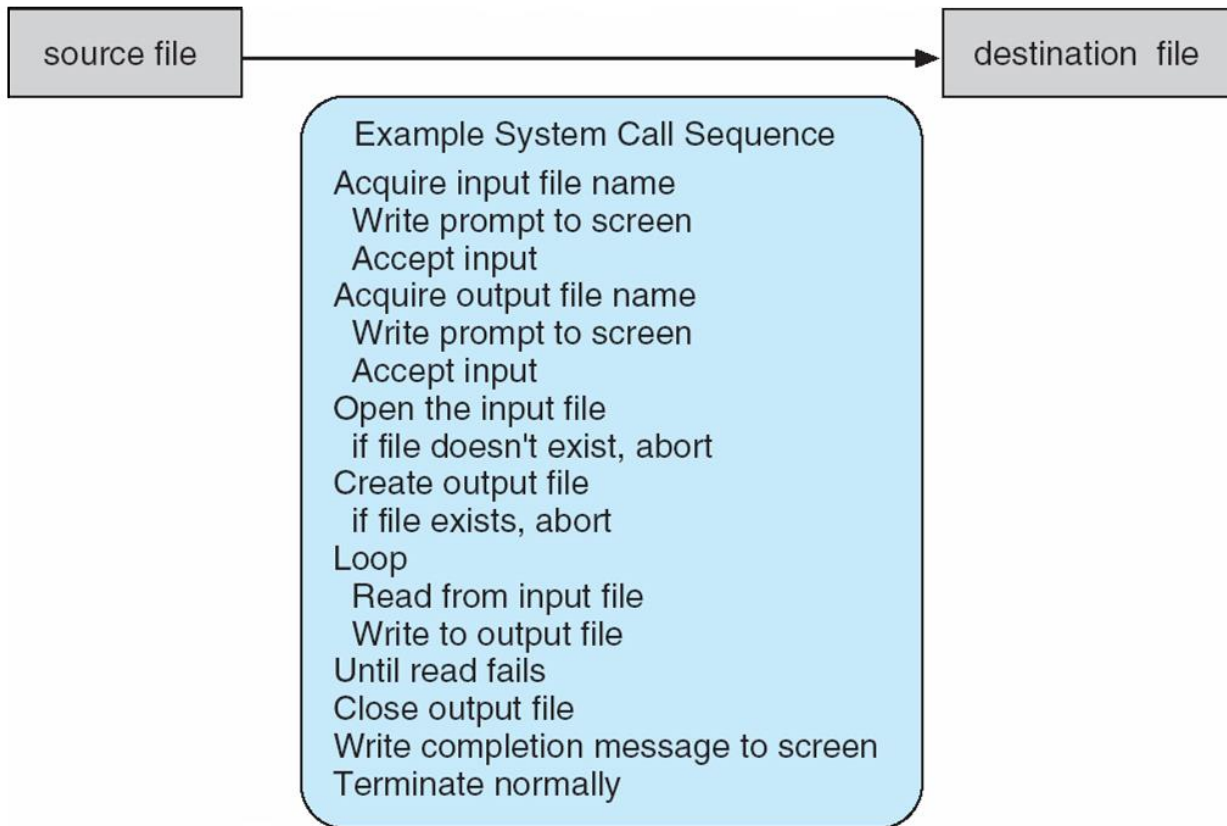 source file
destination file
Example System Call Sequence
Acquire input file name
Write prompt to screen
Accept input
Acquire output file name
Write prompt to screen
Accept input
Open the input file
if file doesn't exist, abort
Create output file
if file exists, abort
Loop
Read from input file
Write to output file
Until read fails
Close output file
Write completion message to screen
Terminate normally